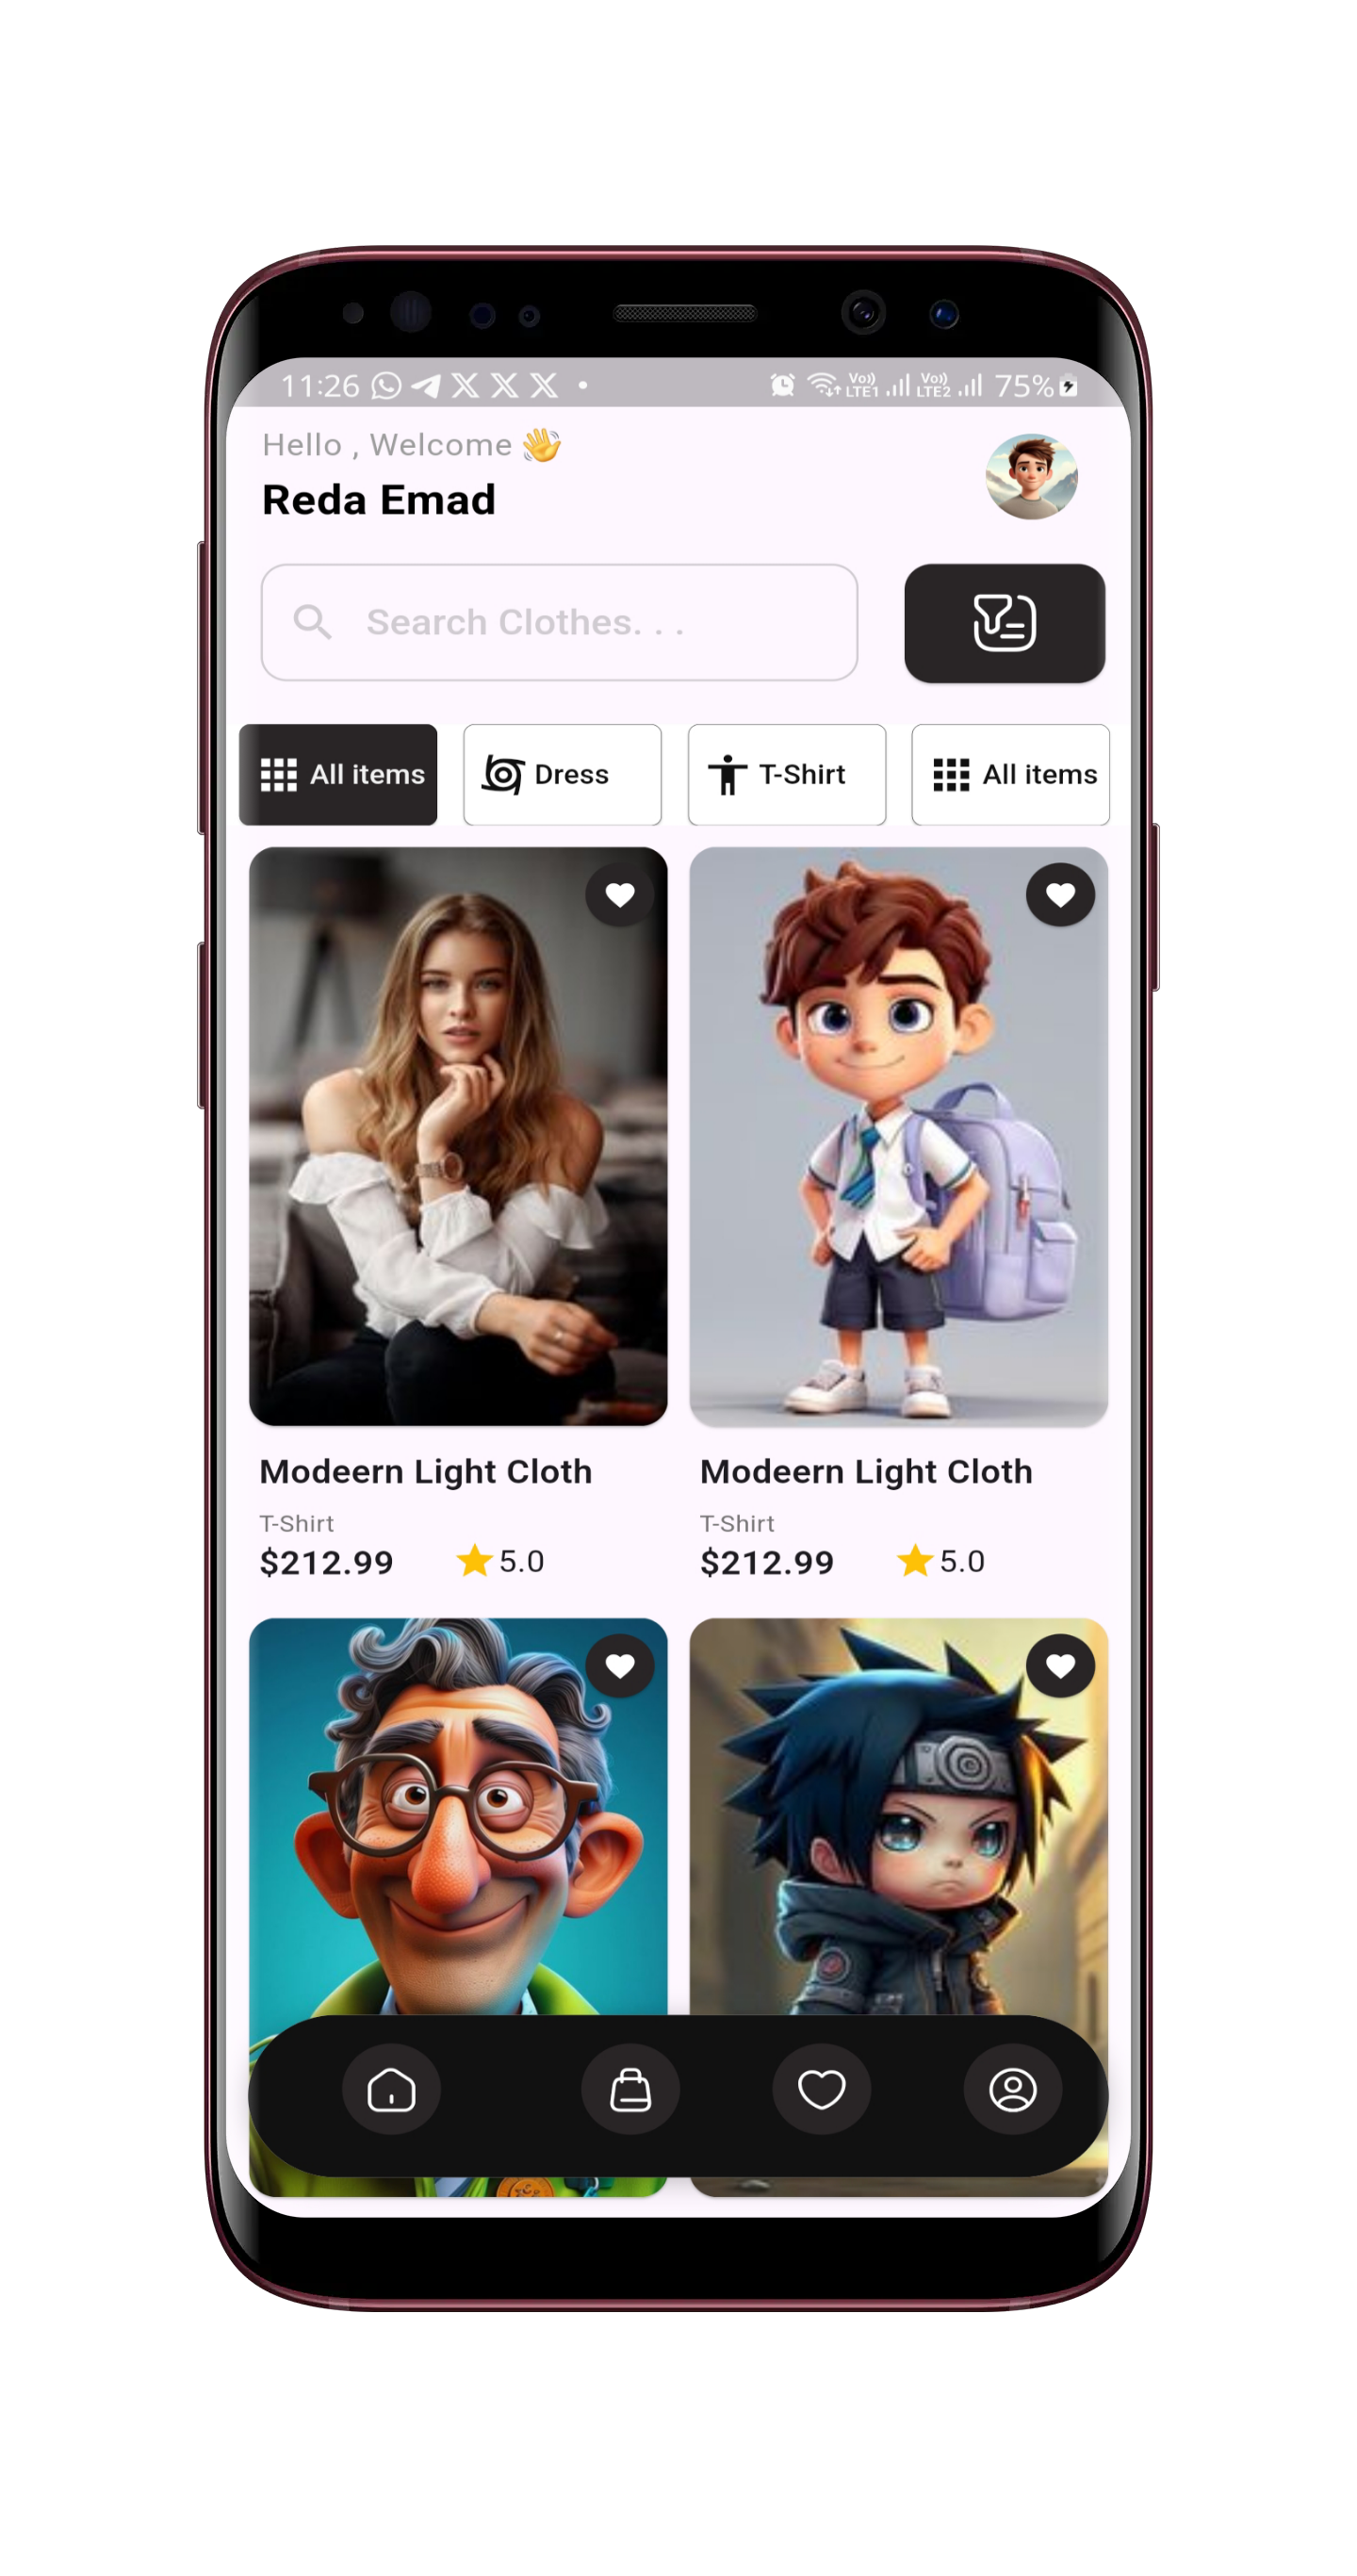 11:26 Vo)) LTE1 Vo)) LTE2 75%
Hello , Welcome 👋
Reda Emad
Search Clothes. . .
All items Dress T-Shirt All items
Modeern Light Cloth Modeern Light Cloth
T-Shirt T-Shirt
$212.99 5.0 $212.99 5.0